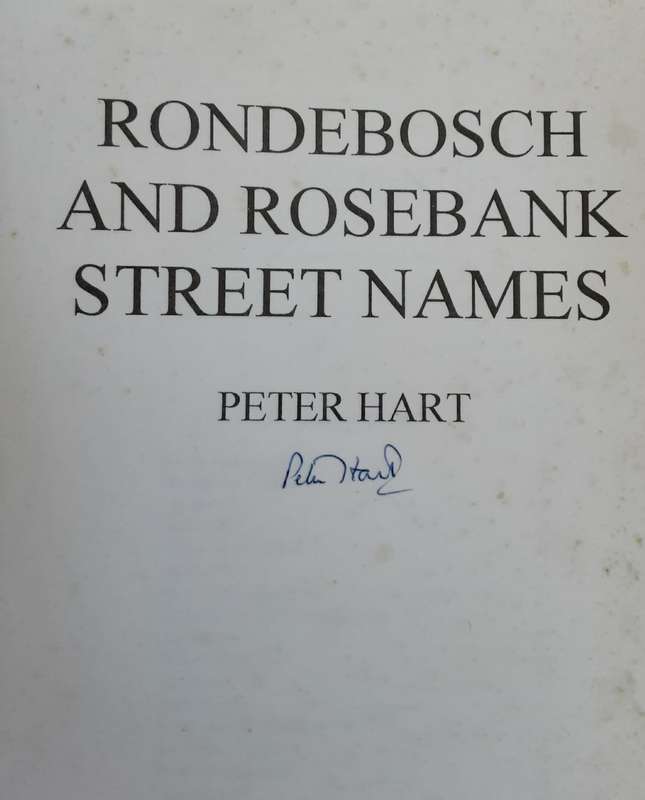 RONDEBOSCH
AND ROSEBANK
STREET NAMES
PETER HART
Peter Hart